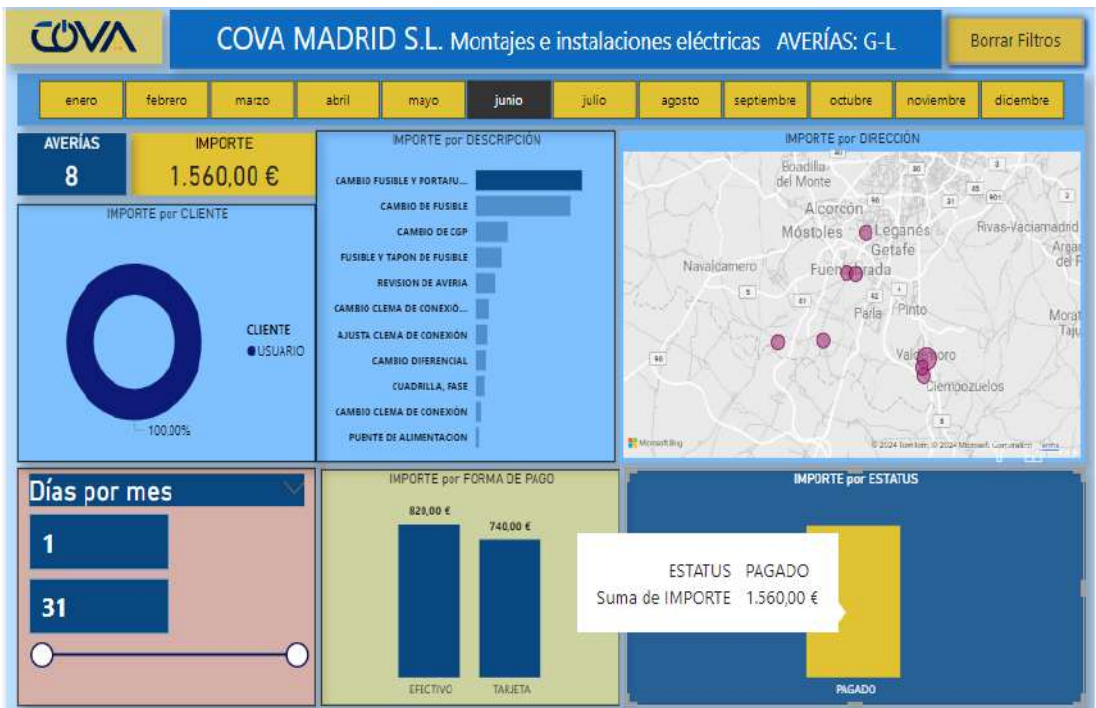 COVA
COVA MADRID S.L. Montajes e instalaciones eléctricas AVERÍAS: G-L
Borrar Filtros
enero febrero marzo abril mayo junio julio agosto septiembre octubre noviembre diciembre
AVERÍAS
8
IMPORTE
1.560,00 €
IMPORTE por CLIENTE
CLIENTE
USUARIO
100,00%
IMPORTE por DESCRIPCIÓN
CAMBIO FUSIBLE Y PORTAFU...
CAMBIO DE FUSIBLE
CAMBIO DE CGP
FUSIBLE Y TAPON DE FUSIBLE
REVISION DE AVERIA
CAMBIO CLEMA DE CONEXIÓ...
AJUSTA CLEMA DE CONEXIÓN
CAMBIO DIFERENCIAL
CUADRILLA, FASE
CAMBIO CLEMA DE CONEXIÓN
PUENTE DE ALIMENTACION
IMPORTE por DIRECCIÓN
Boadilla
del Monte
Alcorcón
Móstoles
Leganés
Getafe
Rivas-Vaciamadrid
Navalcarnero
Parla
Pinto
Ciempozuelos
Microsoft Bing
Días por mes
1
31
IMPORTE por FORMA DE PAGO
820,00 €
740,00 €
EFECTIVO
TARJETA
IMPORTE por ESTATUS
ESTATUS PAGADO
Suma de IMPORTE 1.560,00 €
PAGADO